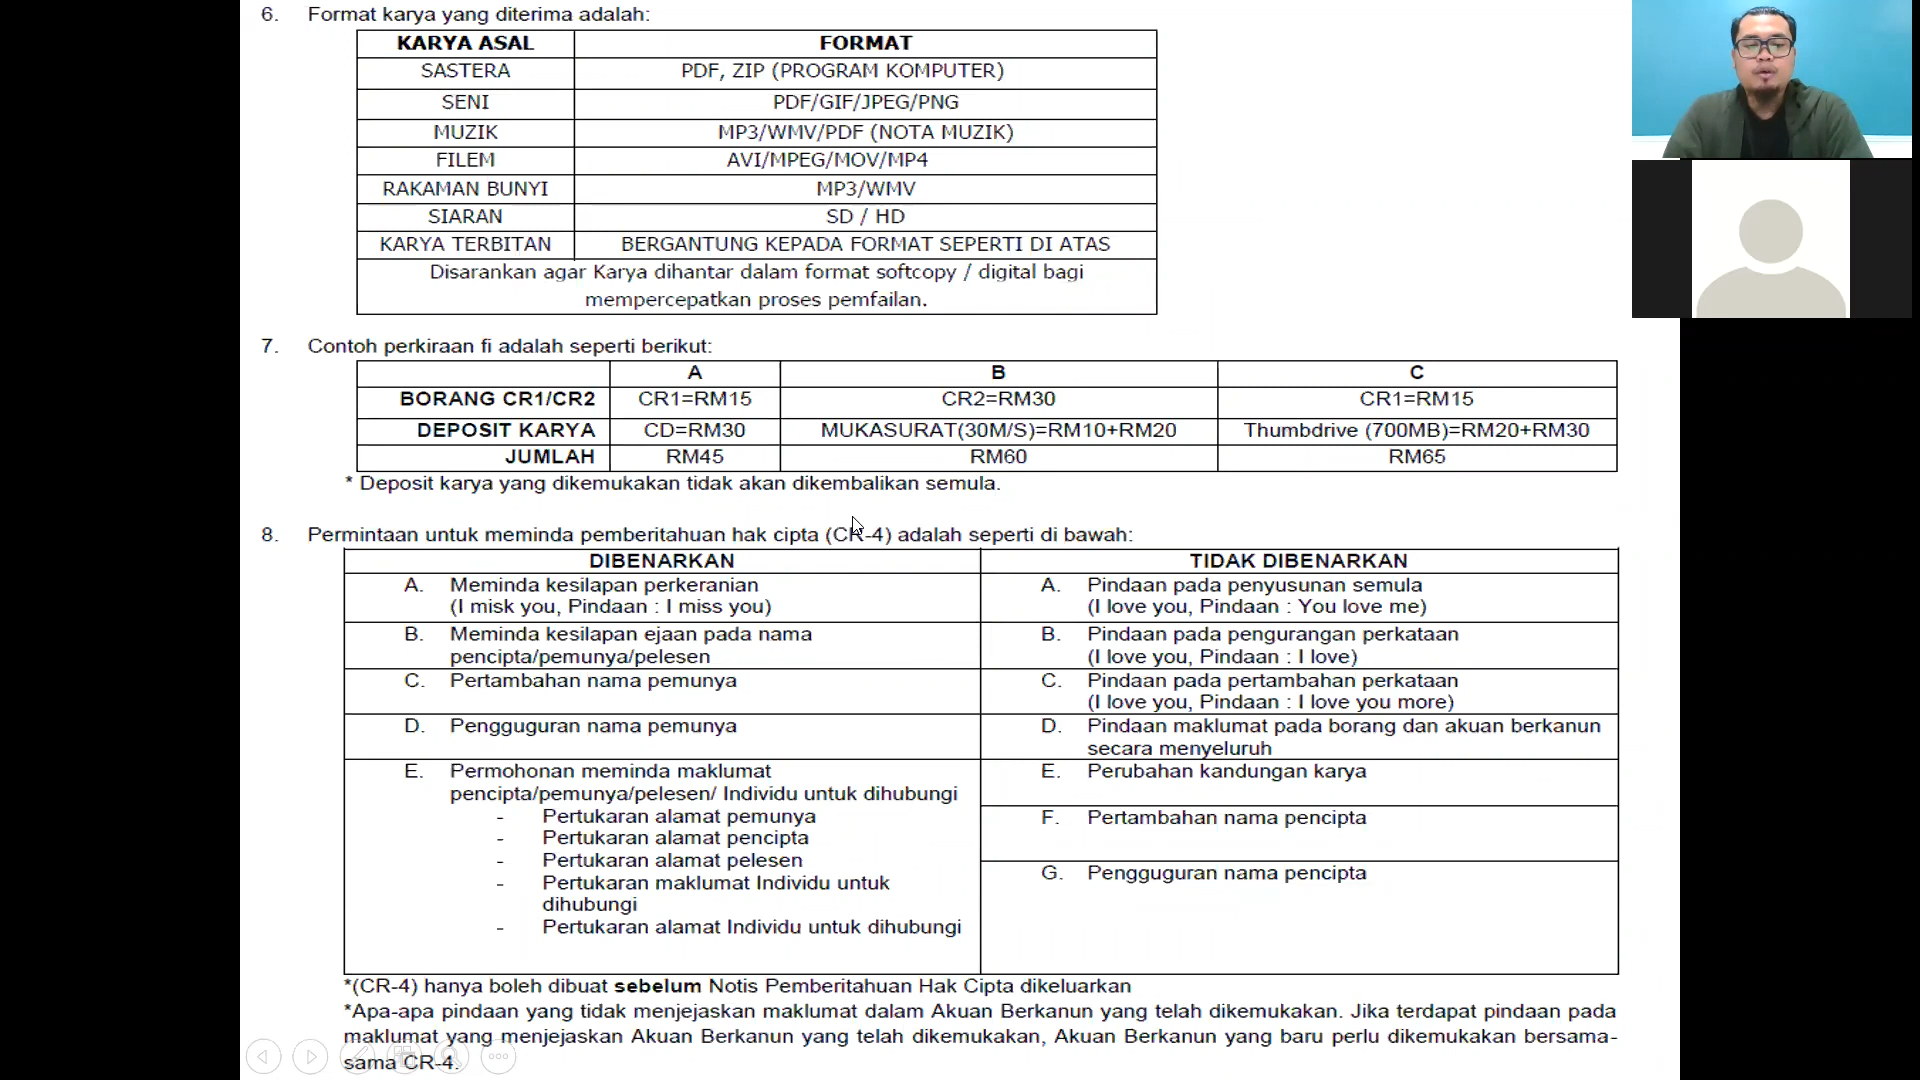 6. Format karya yang diterima adalah:
KARYA ASAL FORMAT
SASTERA PDF, ZIP (PROGRAM KOMPUTER)
SENI PDF/GIF/JPEG/PNG
MUZIK MP3/WMV/PDF (NOTA MUZIK)
FILEM AVI/MPEG/MOV/MP4
RAKAMAN BUNYI MP3/WMV
SIARAN SD / HD
KARYA TERBITAN BERGANTUNG KEPADA FORMAT SEPERTI DI ATAS
Disarankan agar Karya dihantar dalam format softcopy / digital bagi
mempercepatkan proses pemfailan.
7. Contoh perkiraan fi adalah seperti berikut:
A B C
BORANG CR1/CR2 CR1=RM15 CR2=RM30 CR1=RM15
DEPOSIT KARYA CD=RM30 MUKASURAT(30M/S)=RM10+RM20 Thumbdrive (700MB)=RM20+RM30
JUMLAH RM45 RM60 RM65
* Deposit karya yang dikemukakan tidak akan dikembalikan semula.
8. Permintaan untuk meminda pemberitahuan hak cipta (CR-4) adalah seperti di bawah:
DIBENARKAN
A. Meminda kesilapan perkeranian
(I misk you, Pindaan : I miss you)
B. Meminda kesilapan ejaan pada nama
pencipta/pemunya/pelesen
C. Pertambahan nama pemunya
D. Pengguguran nama pemunya
E. Permohonan meminda maklumat
pencipta/pemunya/pelesen/ Individu untuk dihubungi
- Pertukaran alamat pemunya
- Pertukaran alamat pencipta
- Pertukaran alamat pelesen
- Pertukaran maklumat Individu untuk
dihubungi
- Pertukaran alamat Individu untuk dihubungi
TIDAK DIBENARKAN
A. Pindaan pada penyusunan semula
(I love you, Pindaan : You love me)
B. Pindaan pada pengurangan perkataan
(I love you, Pindaan : I love)
C. Pindaan pada pertambahan perkataan
(I love you, Pindaan : I love you more)
D. Pindaan maklumat pada borang dan akuan berkanun
secara menyeluruh
E. Perubahan kandungan karya
F. Pertambahan nama pencipta
G. Pengguguran nama pencipta
*(CR-4) hanya boleh dibuat sebelum Notis Pemberitahuan Hak Cipta dikeluarkan
*Apa-apa pindaan yang tidak menjejaskan maklumat dalam Akuan Berkanun yang telah dikemukakan. Jika terdapat pindaan pada
maklumat yang menjejaskan Akuan Berkanun yang telah dikemukakan, Akuan Berkanun yang baru perlu dikemukakan bersama-
sama CR-4.